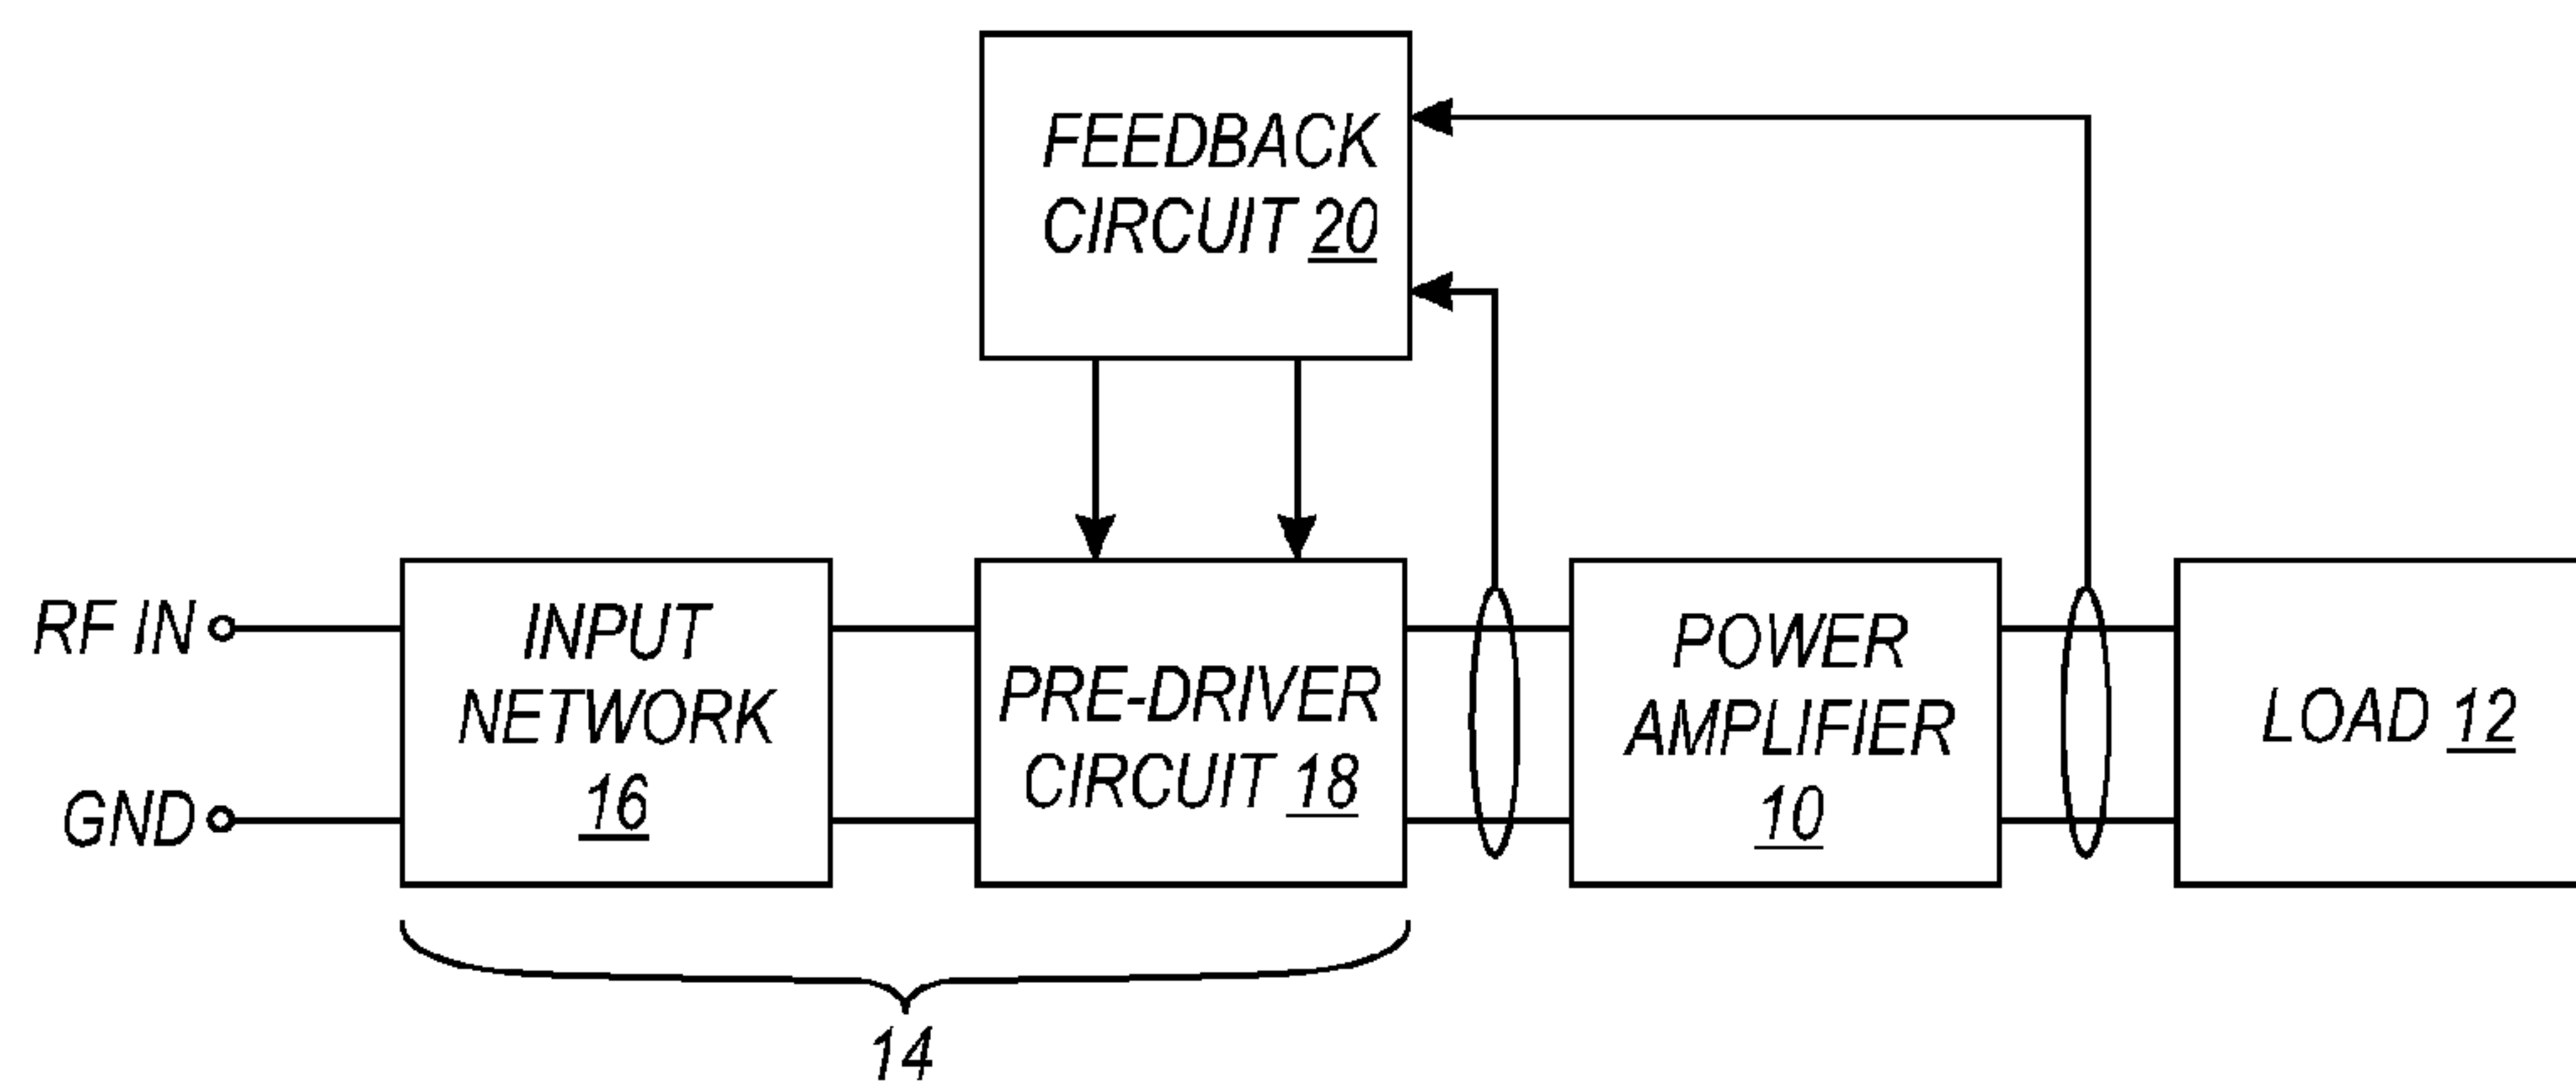 FEEDBACK
CIRCUIT 20
RF IN
GND
INPUT
NETWORK
16
PRE-DRIVER
CIRCUIT 18
POWER
AMPLIFIER
10
LOAD 12
14